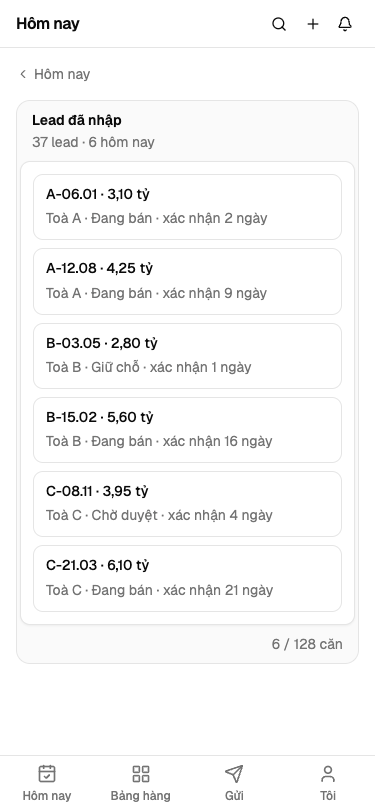 Hôm nay
Hôm nay
Lead đã nhập
37 lead · 6 hôm nay
A-06.01 · 3,10 tỷ
Toà A · Đang bán · xác nhận 2 ngày
A-12.08 · 4,25 tỷ
Toà A · Đang bán · xác nhận 9 ngày
B-03.05 · 2,80 tỷ
Toà B · Giữ chỗ · xác nhận 1 ngày
B-15.02 · 5,60 tỷ
Toà B · Đang bán · xác nhận 16 ngày
C-08.11 · 3,95 tỷ
Toà C · Chờ duyệt · xác nhận 4 ngày
C-21.03 · 6,10 tỷ
Toà C · Đang bán · xác nhận 21 ngày
6 / 128 căn
Hôm nay Bảng hàng Gửi Tôi